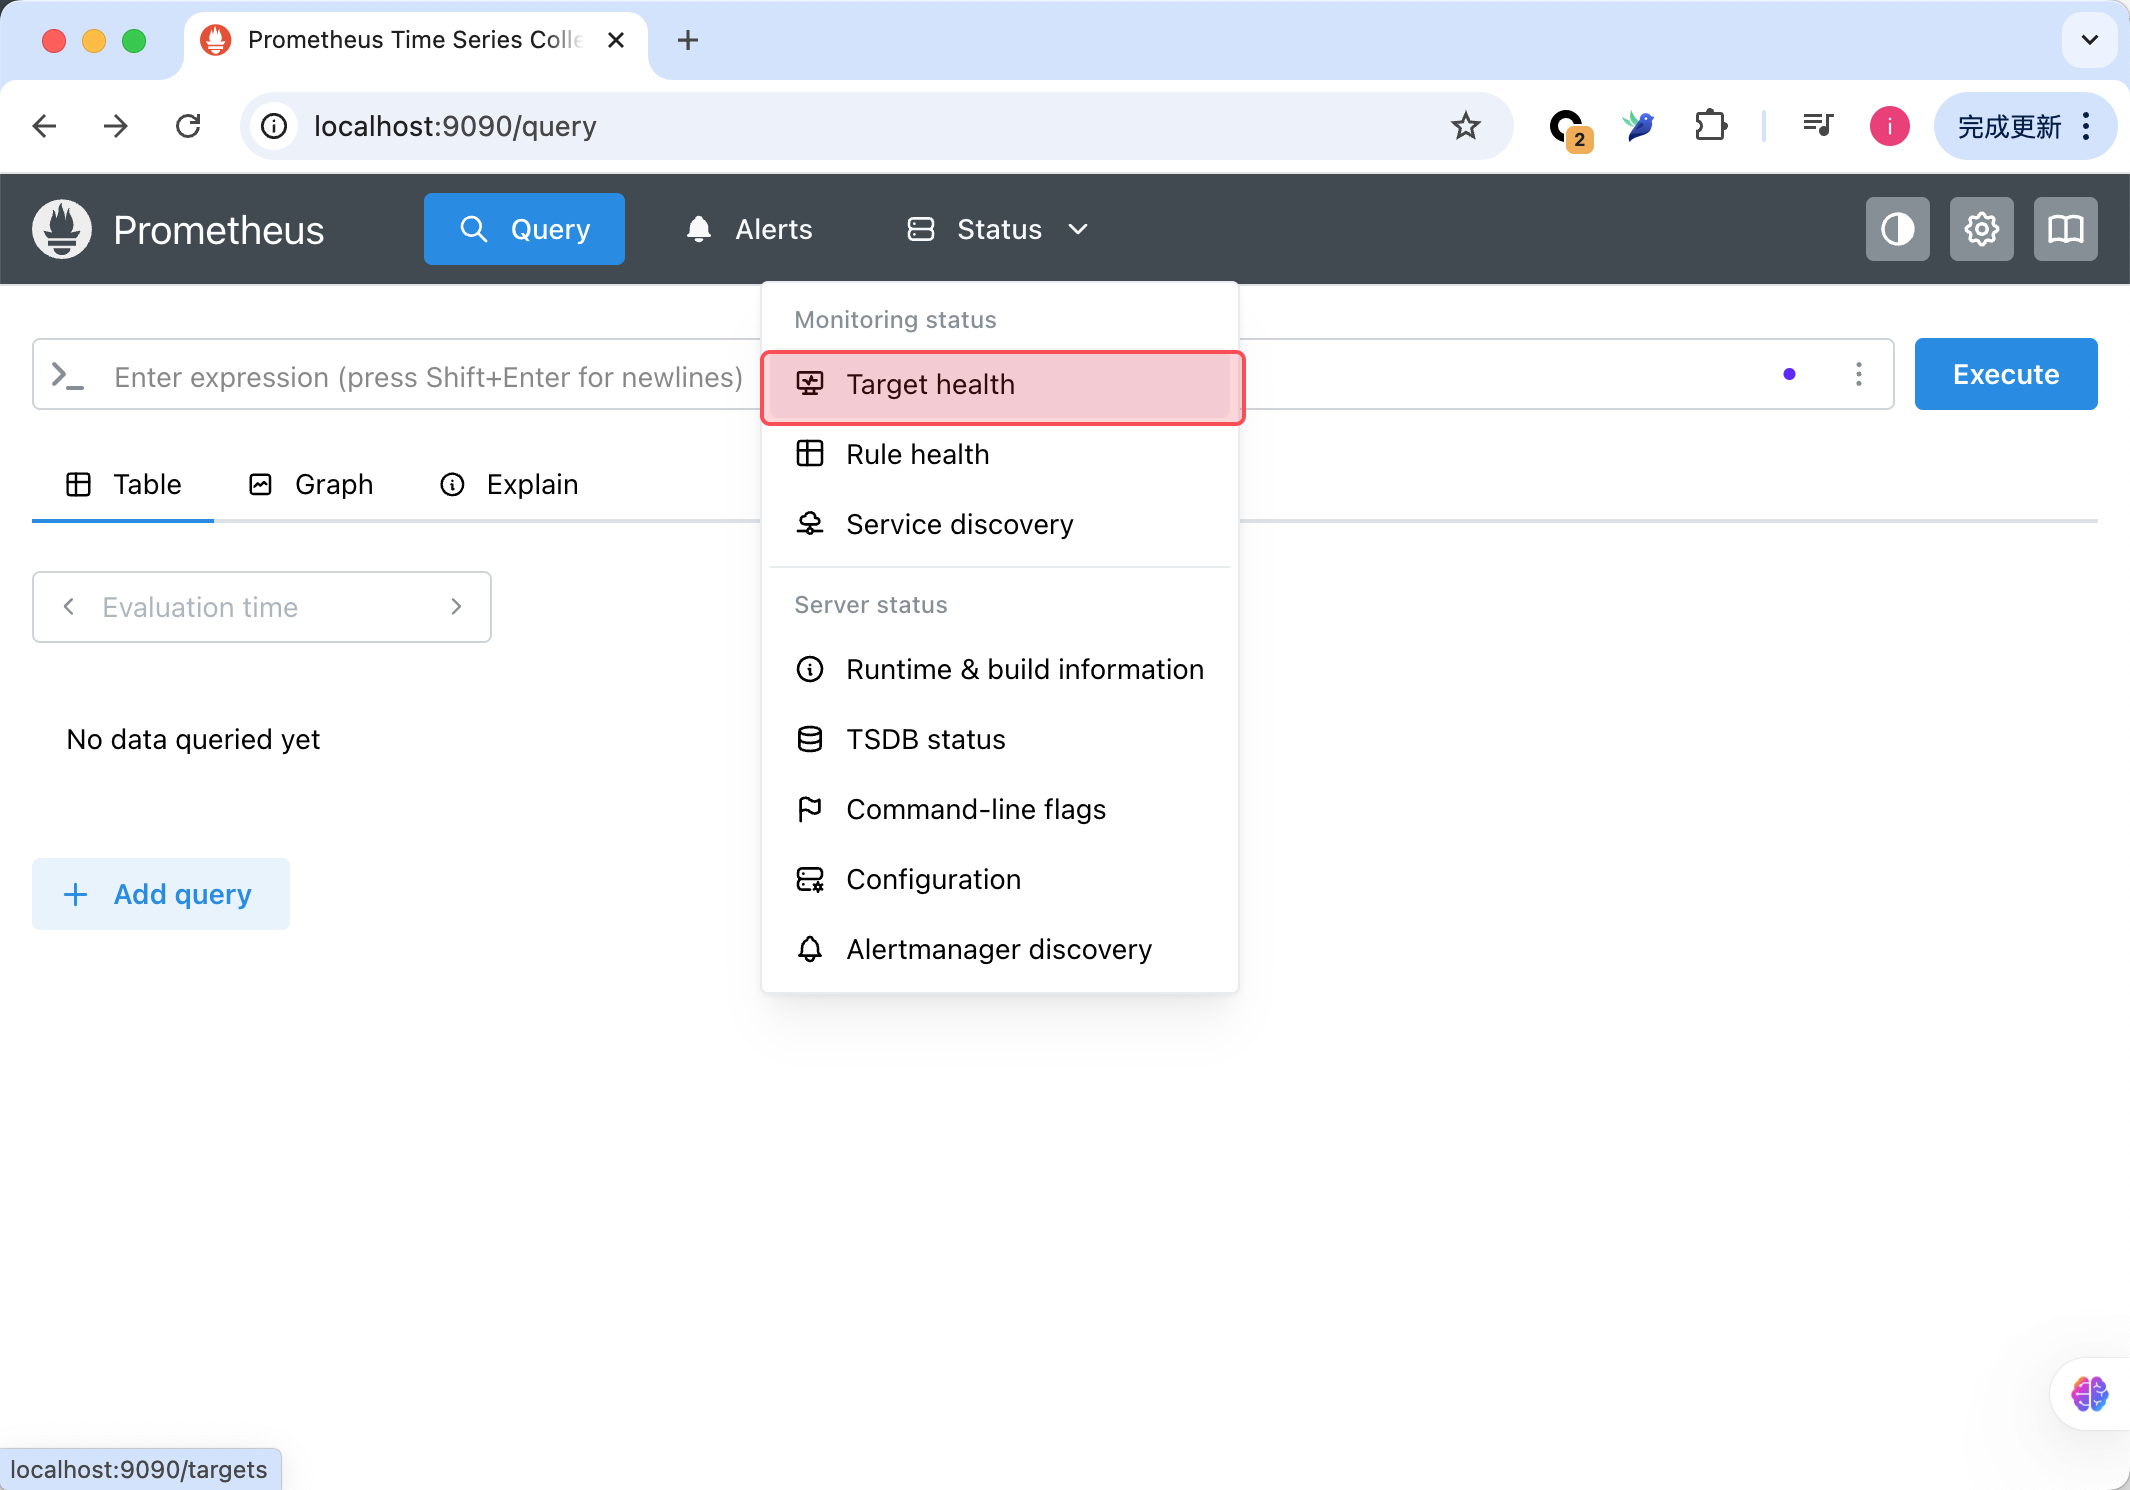 Prometheus Time Series Colle
localhost:9090/query
2
i
完成更新
Prometheus
Query
Alerts
Status
Monitoring status
Enter expression (press Shift+Enter for newlines)
Target health
Execute
Rule health
Table
Graph
Explain
Service discovery
Evaluation time
Server status
Runtime & build information
No data queried yet
TSDB status
Command-line flags
Add query
Configuration
Alertmanager discovery
localhost:9090/targets